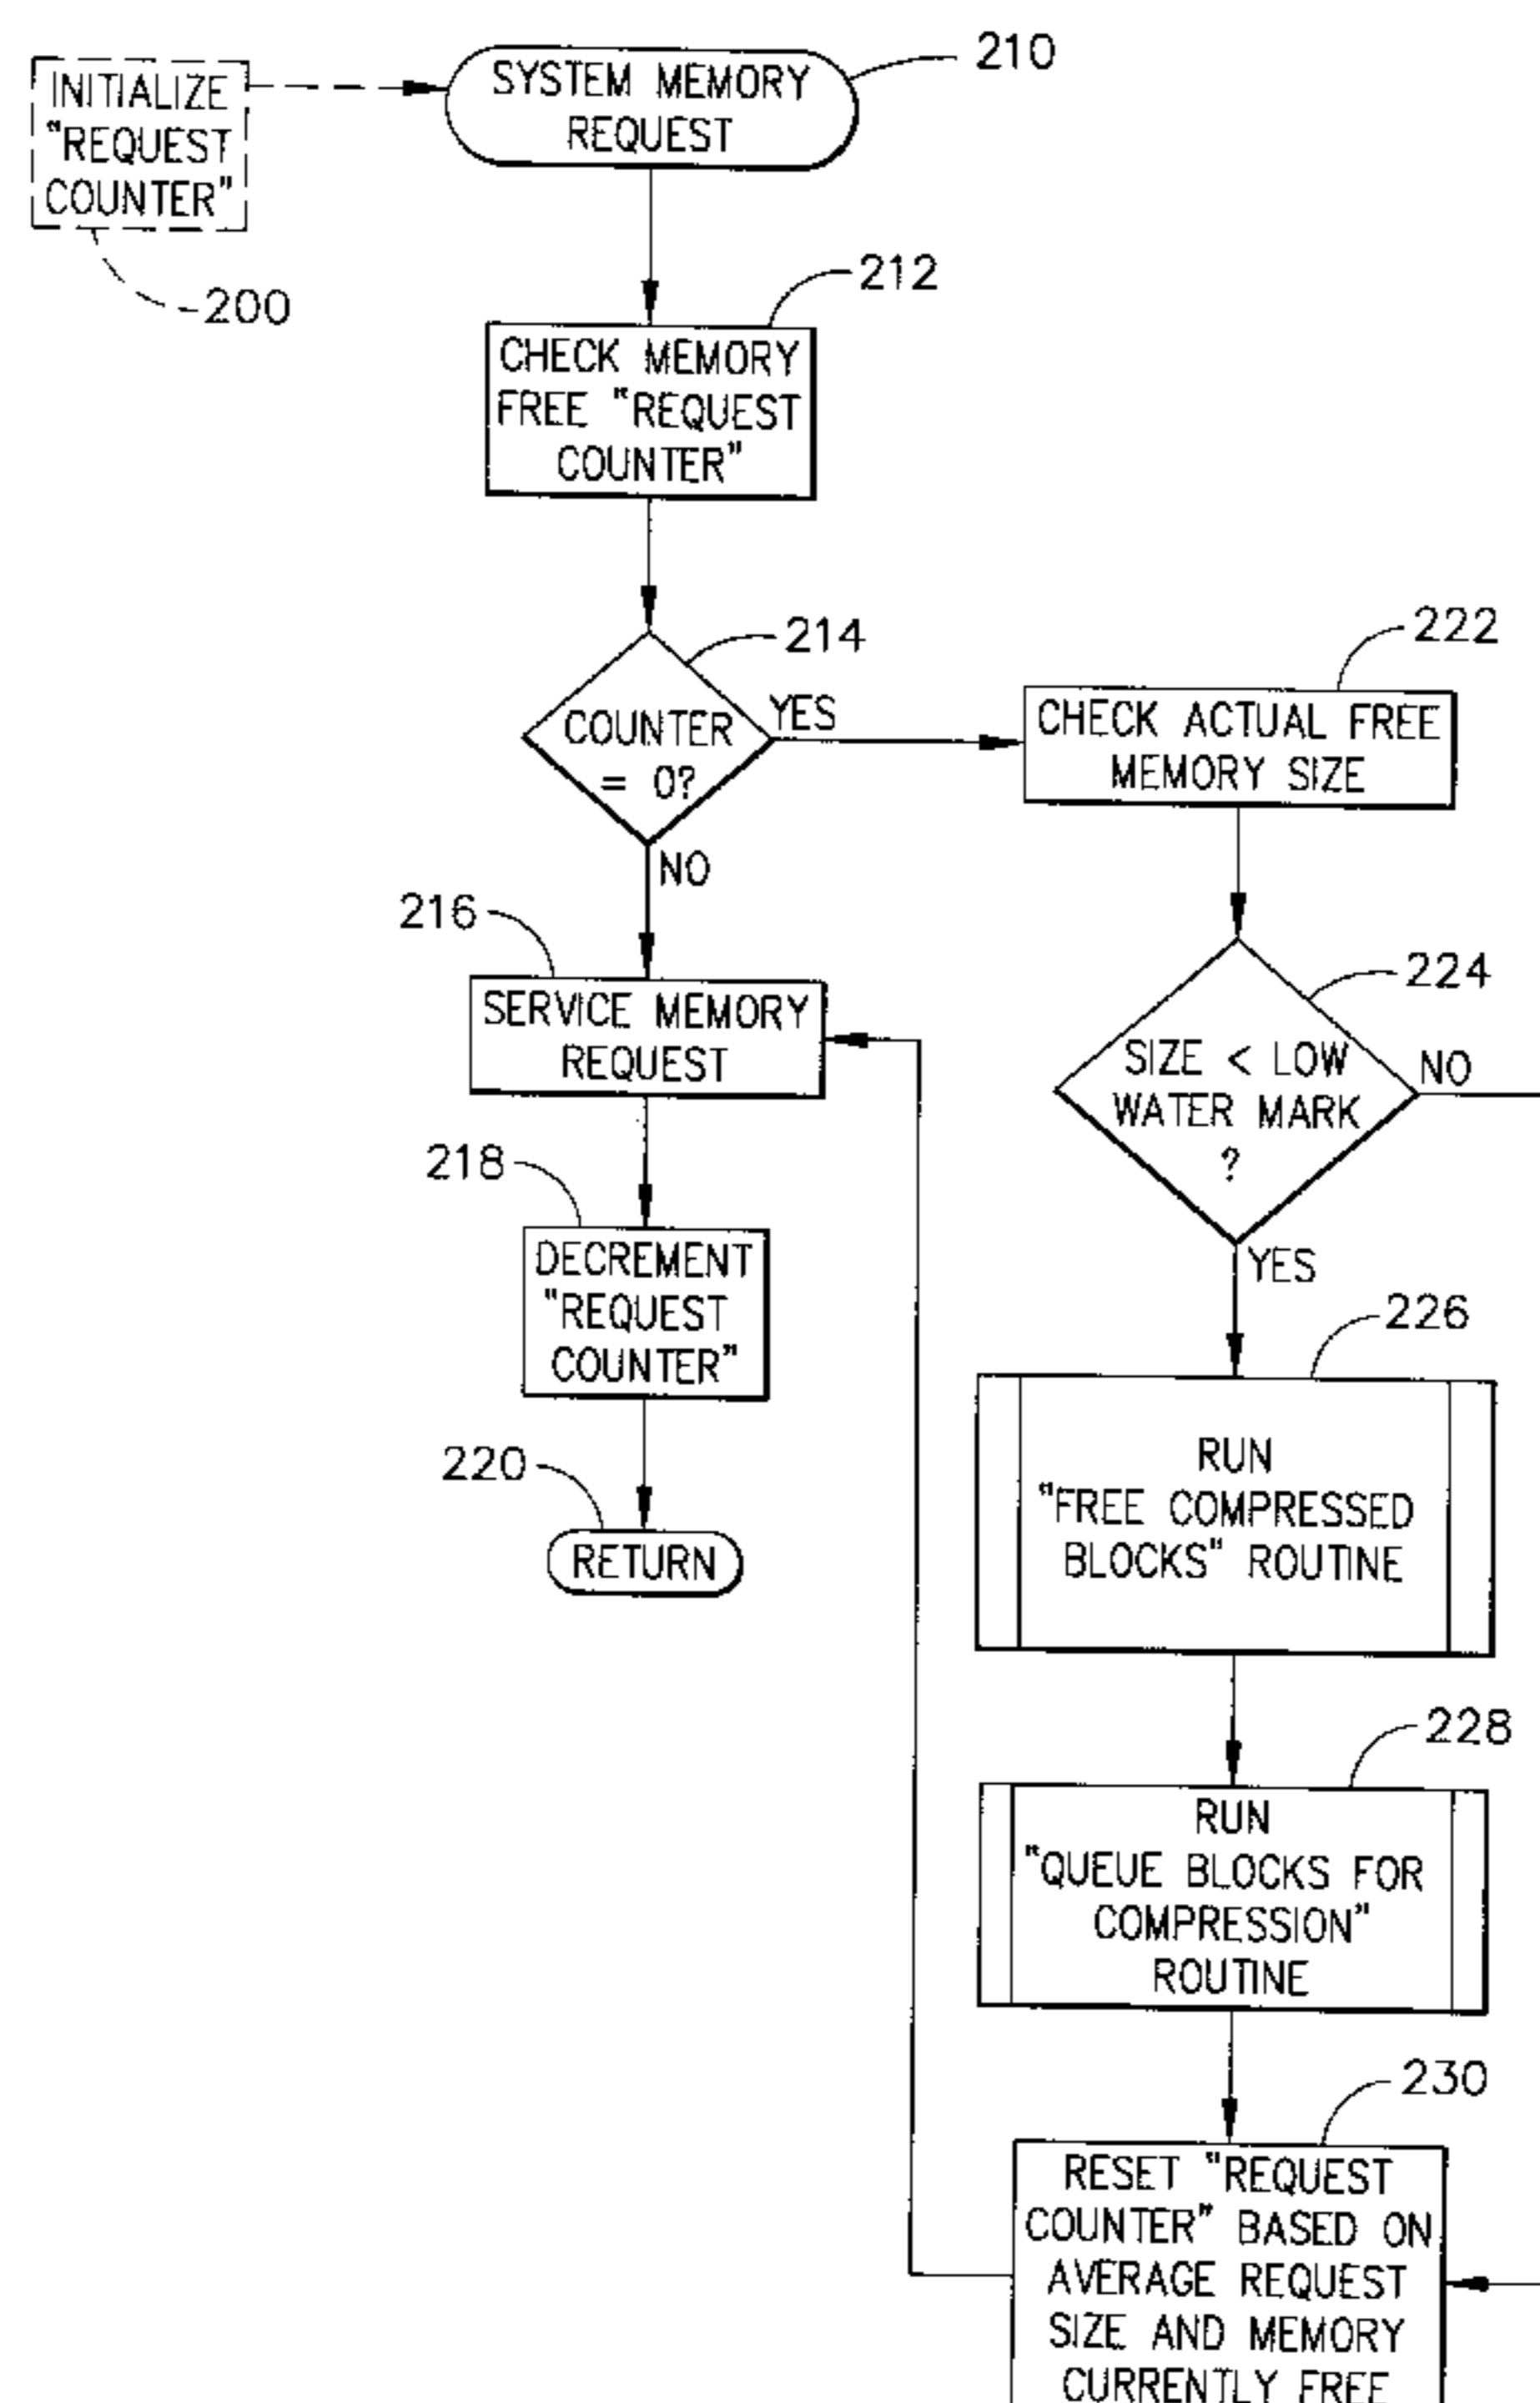 INITIALIZE
"REQUEST
COUNTER"
200
SYSTEM MEMORY
REQUEST
210
212
CHECK MEMORY
FREE "REQUEST
COUNTER"
214
COUNTER
= 0?
YES
NO
222
CHECK ACTUAL FREE
MEMORY SIZE
216
SERVICE MEMORY
REQUEST
224
SIZE < LOW
WATER MARK
?
NO
YES
218
DECREMENT
"REQUEST
COUNTER"
220
RETURN
226
RUN
"FREE COMPRESSED
BLOCKS" ROUTINE
228
RUN
"QUEUE BLOCKS FOR
COMPRESSION"
ROUTINE
230
RESET "REQUEST
COUNTER" BASED ON
AVERAGE REQUEST
SIZE AND MEMORY
CURRENTLY FREE